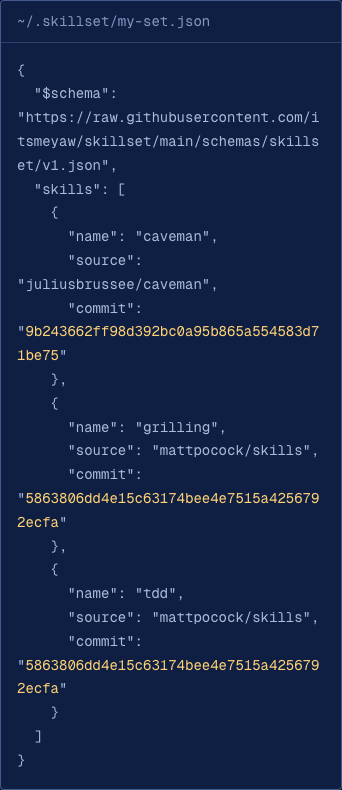 ~/.skillset/my-set.json
{
  "$schema":
"https://raw.githubusercontent.com/i
tsmeyaw/skillset/main/schemas/skills
et/v1.json",
  "skills": [
    {
      "name": "caveman",
      "source":
"juliusbrussee/caveman",
      "commit":
"9b243662ff98d392bc0a95b865a554583d7
1be75"
    },
    {
      "name": "grilling",
      "source": "mattpocock/skills",
      "commit":
"5863806dd4e15c63174bee4e7515a425679
2ecfa"
    },
    {
      "name": "tdd",
      "source": "mattpocock/skills",
      "commit":
"5863806dd4e15c63174bee4e7515a425679
2ecfa"
    }
  ]
}